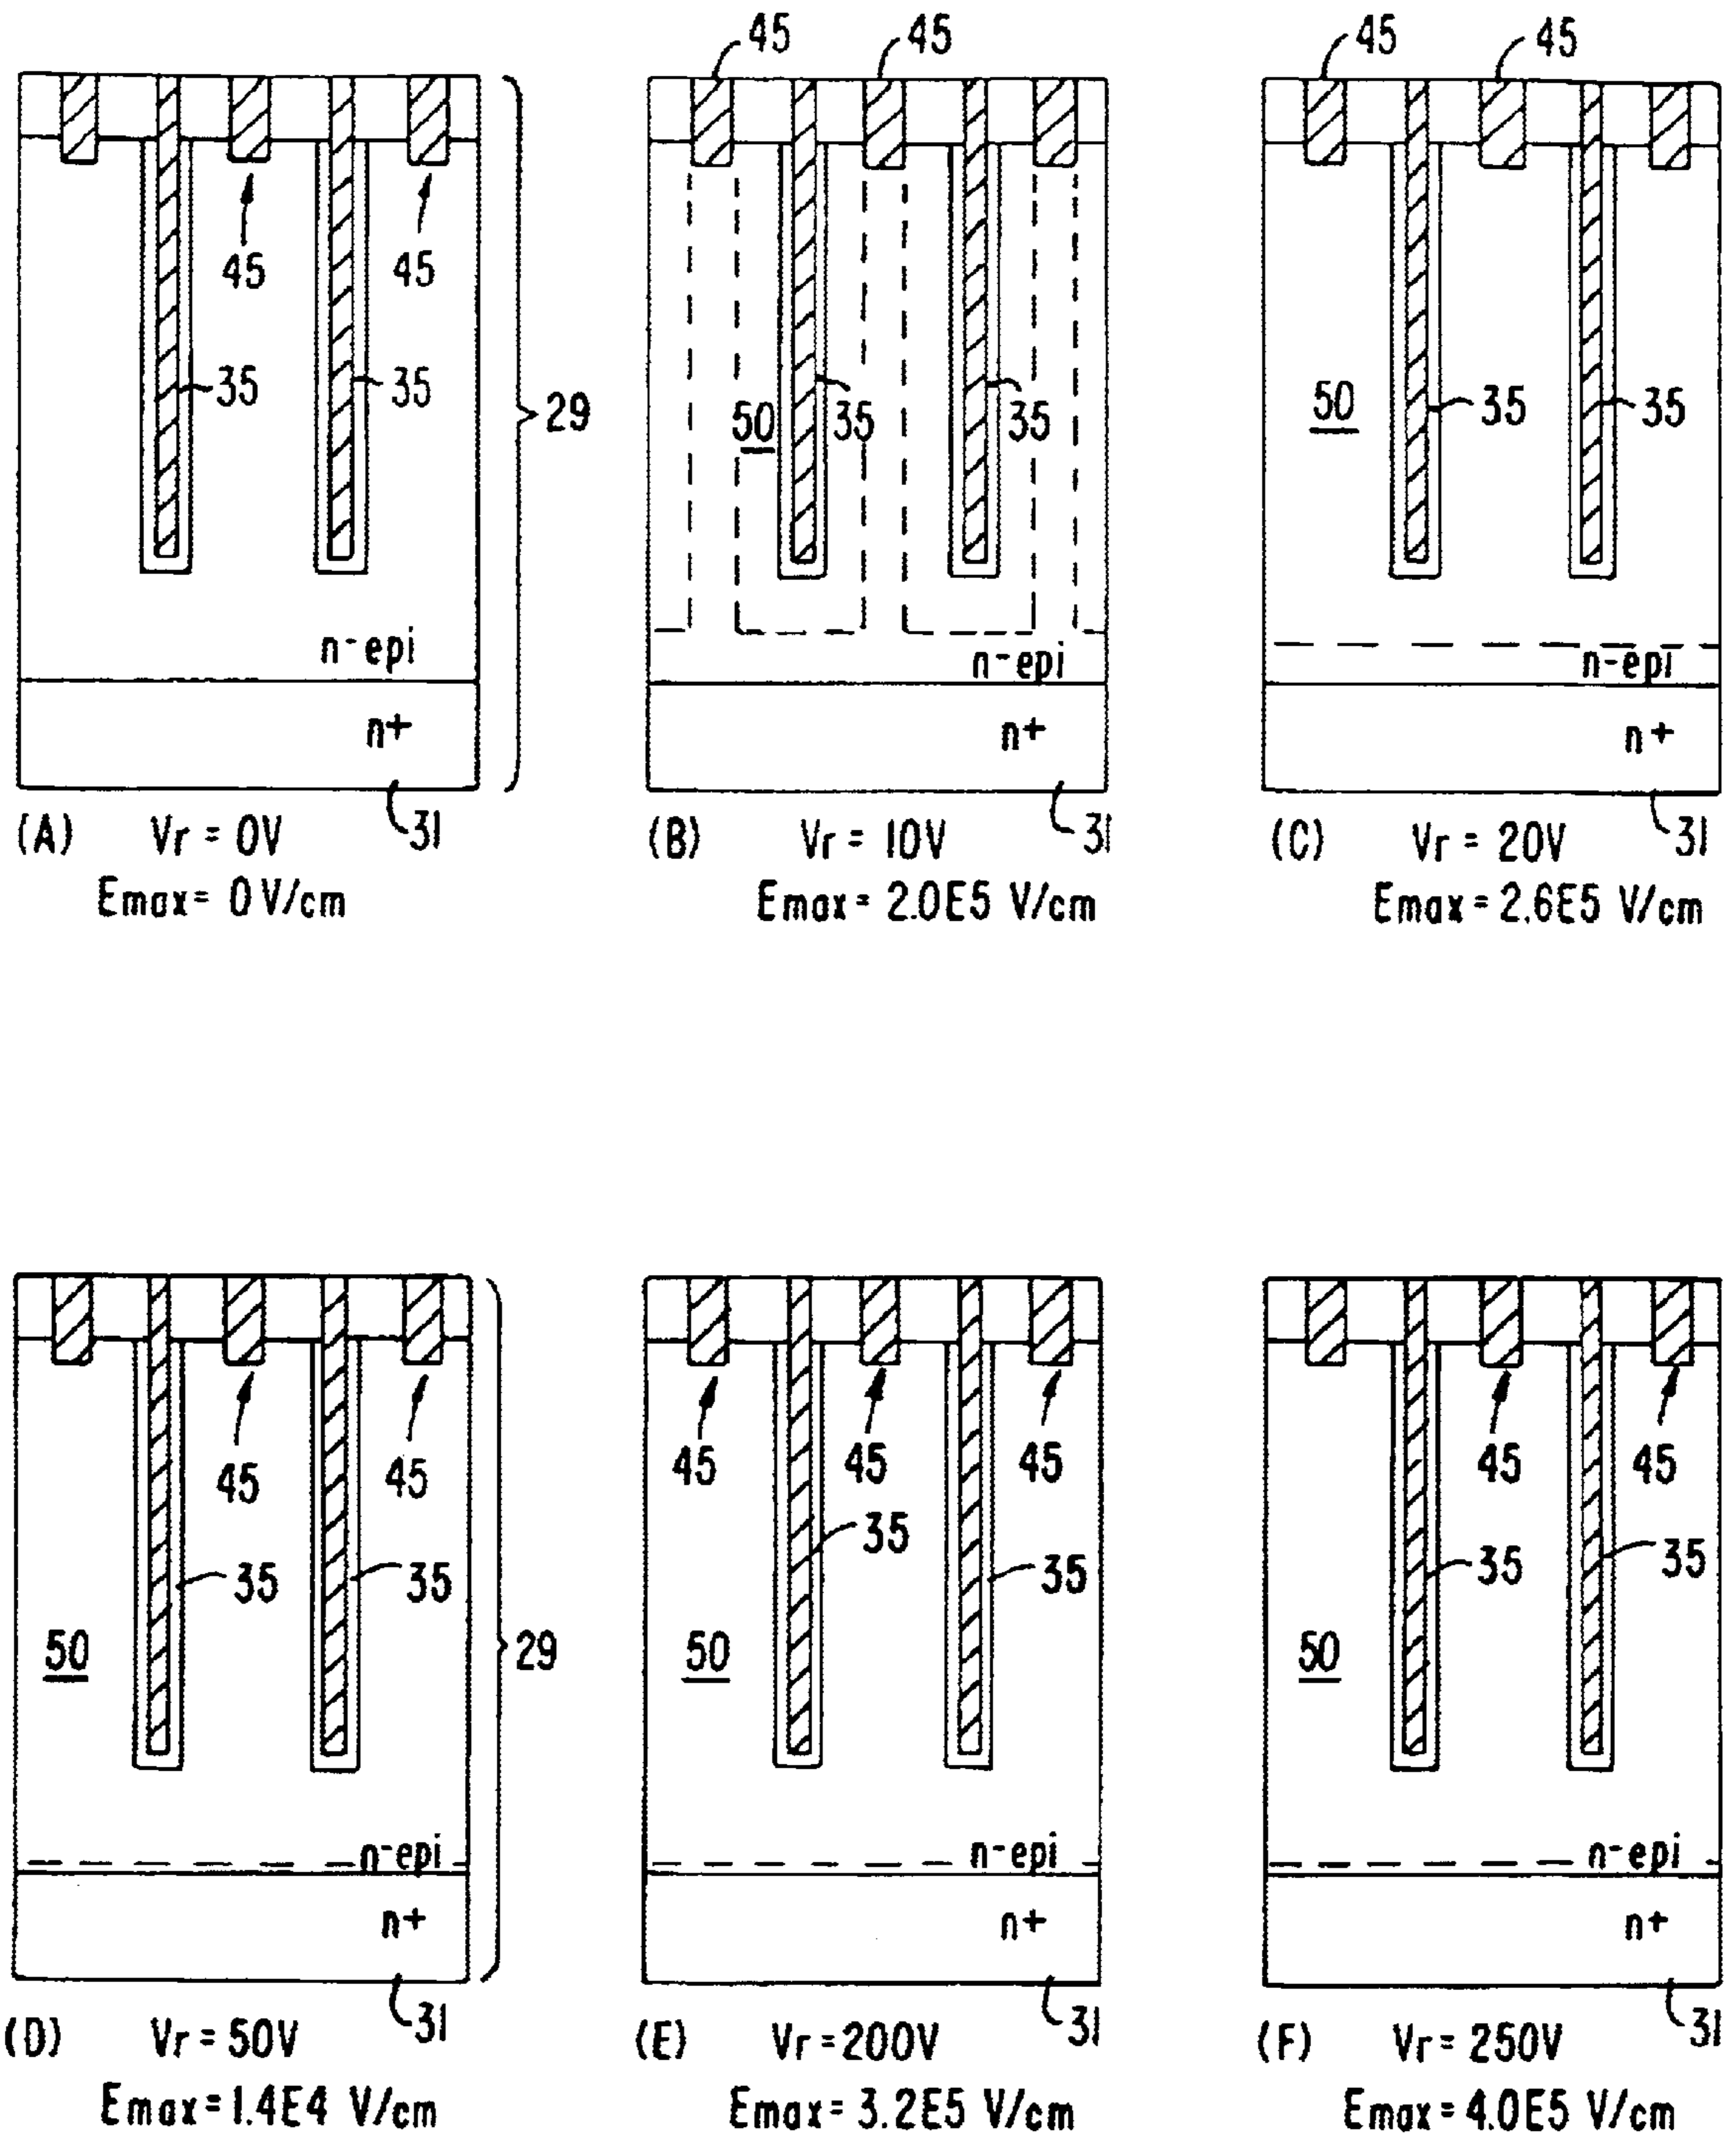 45 45 45 45
45 45
35 35 29
50 35 35
50 35 35
n-epi n-epi n-epi
n+ n+ n+
31 31 31
(A) Vr = 0V
Emax= 0 V/cm
(B) Vr = 10V
Emax= 2.0E5 V/cm
(C) Vr = 20V
Emax= 2.6E5 V/cm
45 45
45 45 45
45 45
35 35
35 35
35 35
50 29
50
50
n-epi n-epi n-epi
n+ n+ n+
31 31 31
(D) Vr = 50V
Emax= 1.4E4 V/cm
(E) Vr = 200V
Emax= 3.2E5 V/cm
(F) Vr = 250V
Emax= 4.0E5 V/cm